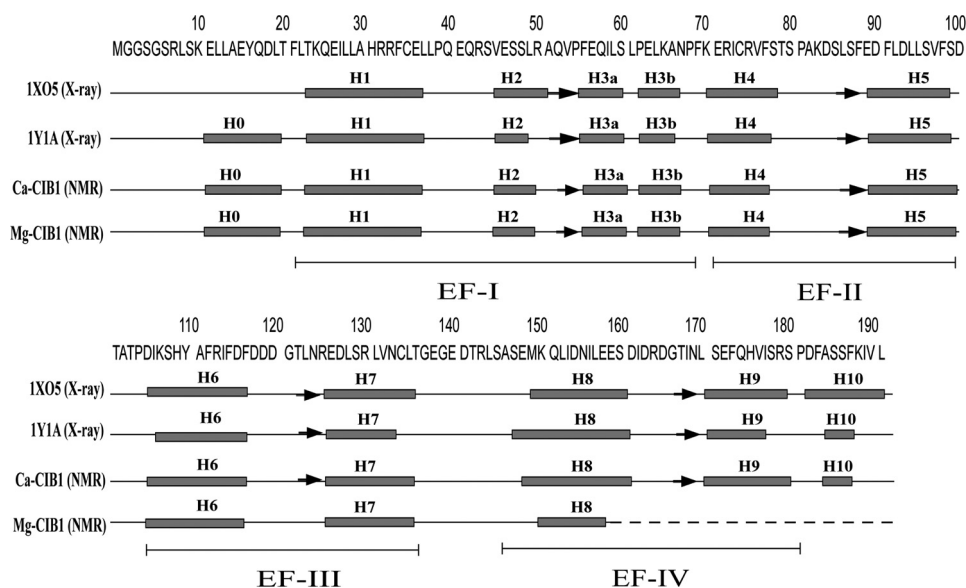 10 20 30 40 50 60 70 80 90 100
MGGSGSRLSK ELLAEYQDLT FLTKQEILLA HRRFCELLPQ EQRSVESSLR AQVPFEQILS LPELKANPFK ERICRVFSTS PAKDSLSFED FLDLLSVFSD
1XO5 (X-ray) H1 H2 H3a H3b H4 H5
1Y1A (X-ray) H0 H1 H2 H3a H3b H4 H5
Ca-CIB1 (NMR) H0 H1 H2 H3a H3b H4 H5
Mg-CIB1 (NMR) H0 H1 H2 H3a H3b H4 H5
EF-I EF-II
110 120 130 140 150 160 170 180 190
TATPDIKSHY AFRIFDFDDD GTLNREDLSR LVNCLTGEGE DTRLSASEMK QLIDNILEES DIDRDGTINL SEFQHVISRS PDFASSFKIV L
1XO5 (X-ray) H6 H7 H8 H9 H10
1Y1A (X-ray) H6 H7 H8 H9 H10
Ca-CIB1 (NMR) H6 H7 H8 H9 H10
Mg-CIB1 (NMR) H6 H7 H8
EF-III EF-IV